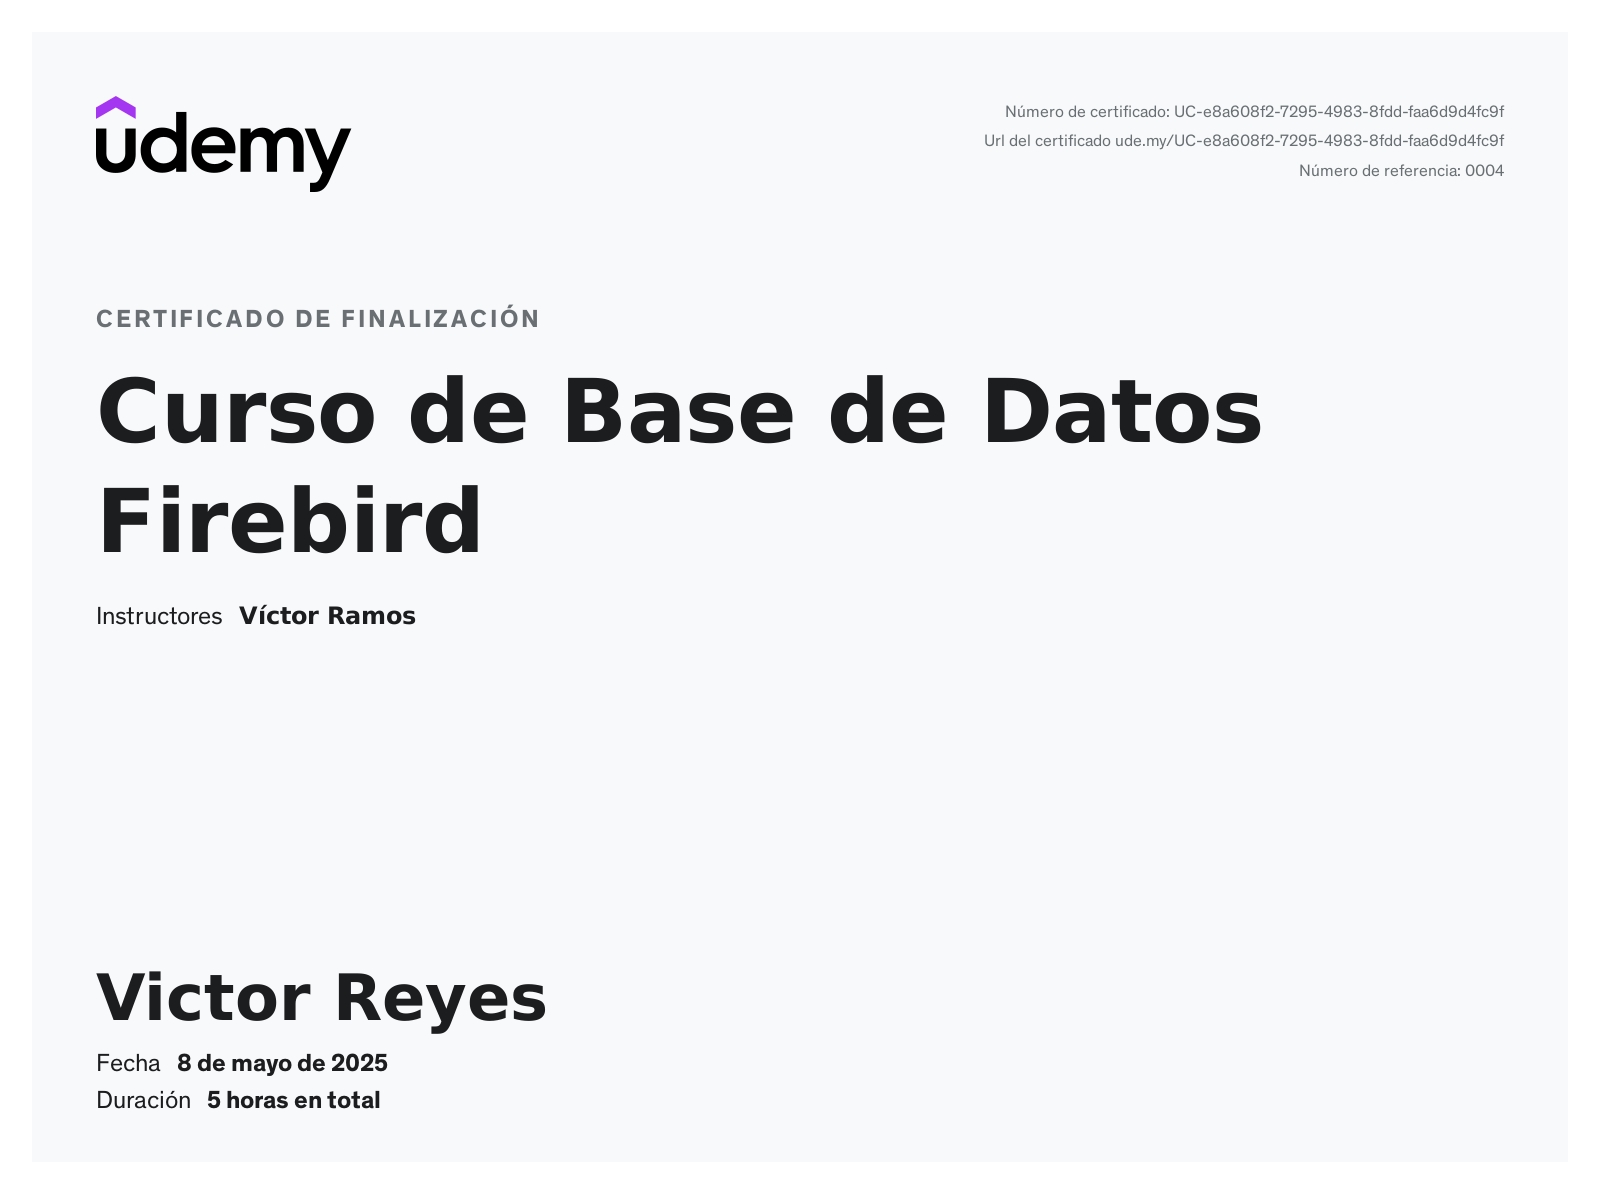 udemy
Número de certificado: UC-e8a608f2-7295-4983-8fdd-faa6d9d4fc9f
Url del certificado ude.my/UC-e8a608f2-7295-4983-8fdd-faa6d9d4fc9f
Número de referencia: 0004
CERTIFICADO DE FINALIZACIÓN
Curso de Base de Datos
Firebird
Instructores Víctor Ramos
Victor Reyes
Fecha 8 de mayo de 2025
Duración 5 horas en total